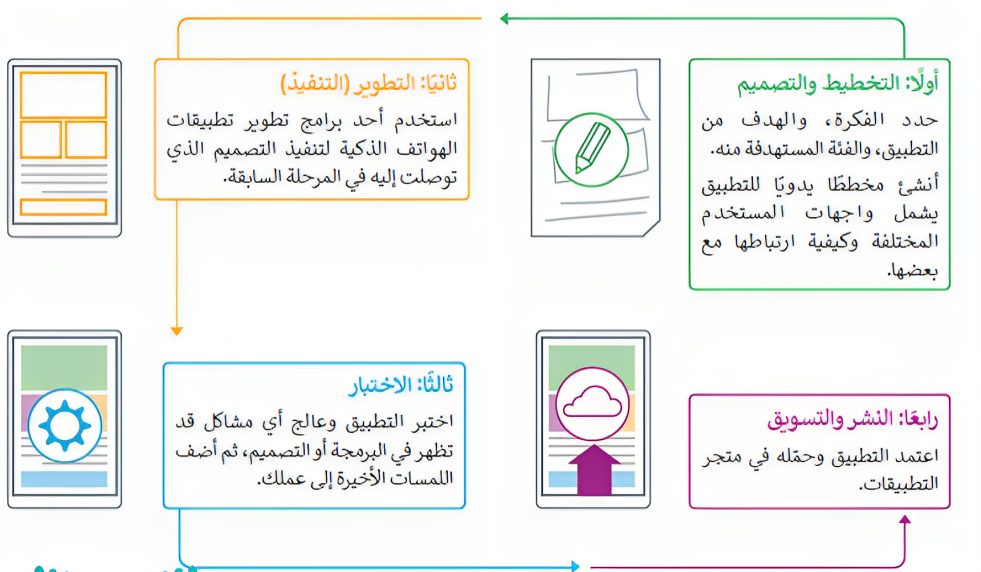 أولًا: التخطيط والتصميم
حدد الفكرة، والهدف من
التطبيق، والفئة المستهدفة منه.
أنشئ مخططًا يدويًا للتطبيق
يشمل واجهات المستخدم
المختلفة وكيفية ارتباطها مع
بعضها.
ثانيًا: التطوير (التنفيذ)
استخدم أحد برامج تطوير تطبيقات
الهواتف الذكية لتنفيذ التصميم الذي
توصلت إليه في المرحلة السابقة.
ثالثًا: الاختبار
اختبر التطبيق وعالج أي مشاكل قد
تظهر في البرمجة أو التصميم، ثم أضف
اللمسات الأخيرة إلى عملك.
رابعًا: النشر والتسويق
اعتمد التطبيق وحمّله في متجر
التطبيقات.